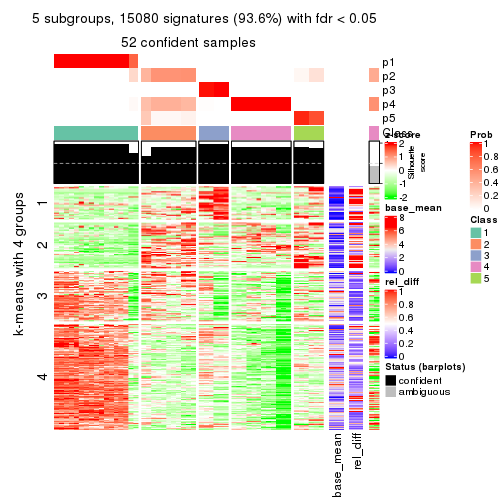 5 subgroups, 15080 signatures (93.6%) with fdr < 0.05
52 confident samples
p1
p2
p3
p4
p5
Class
Silhouette
score
k-means with 4 groups
1
2
3
4
base_mean
rel_diff
z-score
2
1
0
-1
-2
base_mean
8
6
4
2
0
rel_diff
1
0.8
0.6
0.4
0.2
0
Status (barplots)
confident
ambiguous
Prob
1
0.8
0.6
0.4
0.2
0
Class
1
2
3
4
5